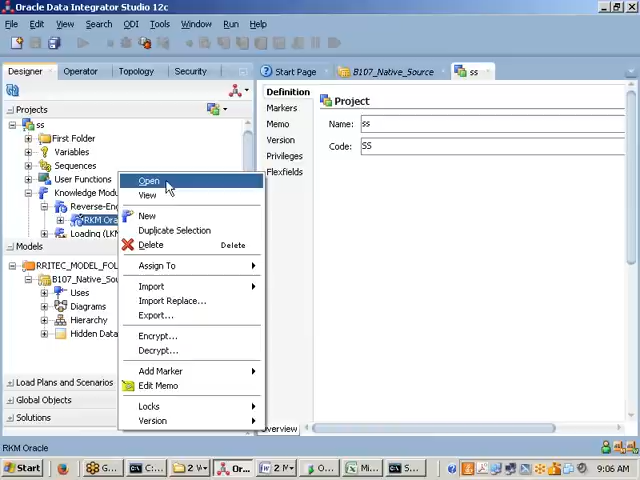 Oracle Data Integrator Studio 12c
File Edit View Search ODI Tools Window Run Help
Designer Operator Topology Security
Start Page B107_Native_Source ss
Projects
ss
First Folder
Variables
Sequences
User Functions
Knowledge Modu
Reverse-Eng
RKM Ora
Loading (LKM
Models
RRITEC_MODEL_FOL
B107_Native_Sou
Uses
Diagrams
Hierarchy
Hidden Data
Load Plans and Scenarios
Global Objects
Solutions
Open
View
New
Duplicate Selection
Delete Delete
Assign To
Import
Import Replace...
Export...
Encrypt...
Decrypt...
Add Marker
Edit Memo
Locks
Version
Definition
Markers
Memo
Version
Privileges
Flexfields
Project
Name: ss
Code: SS
Overview
RKM Oracle
Start G... C:... 2 W Or... 2 M O... Mi... S... 9:06 AM